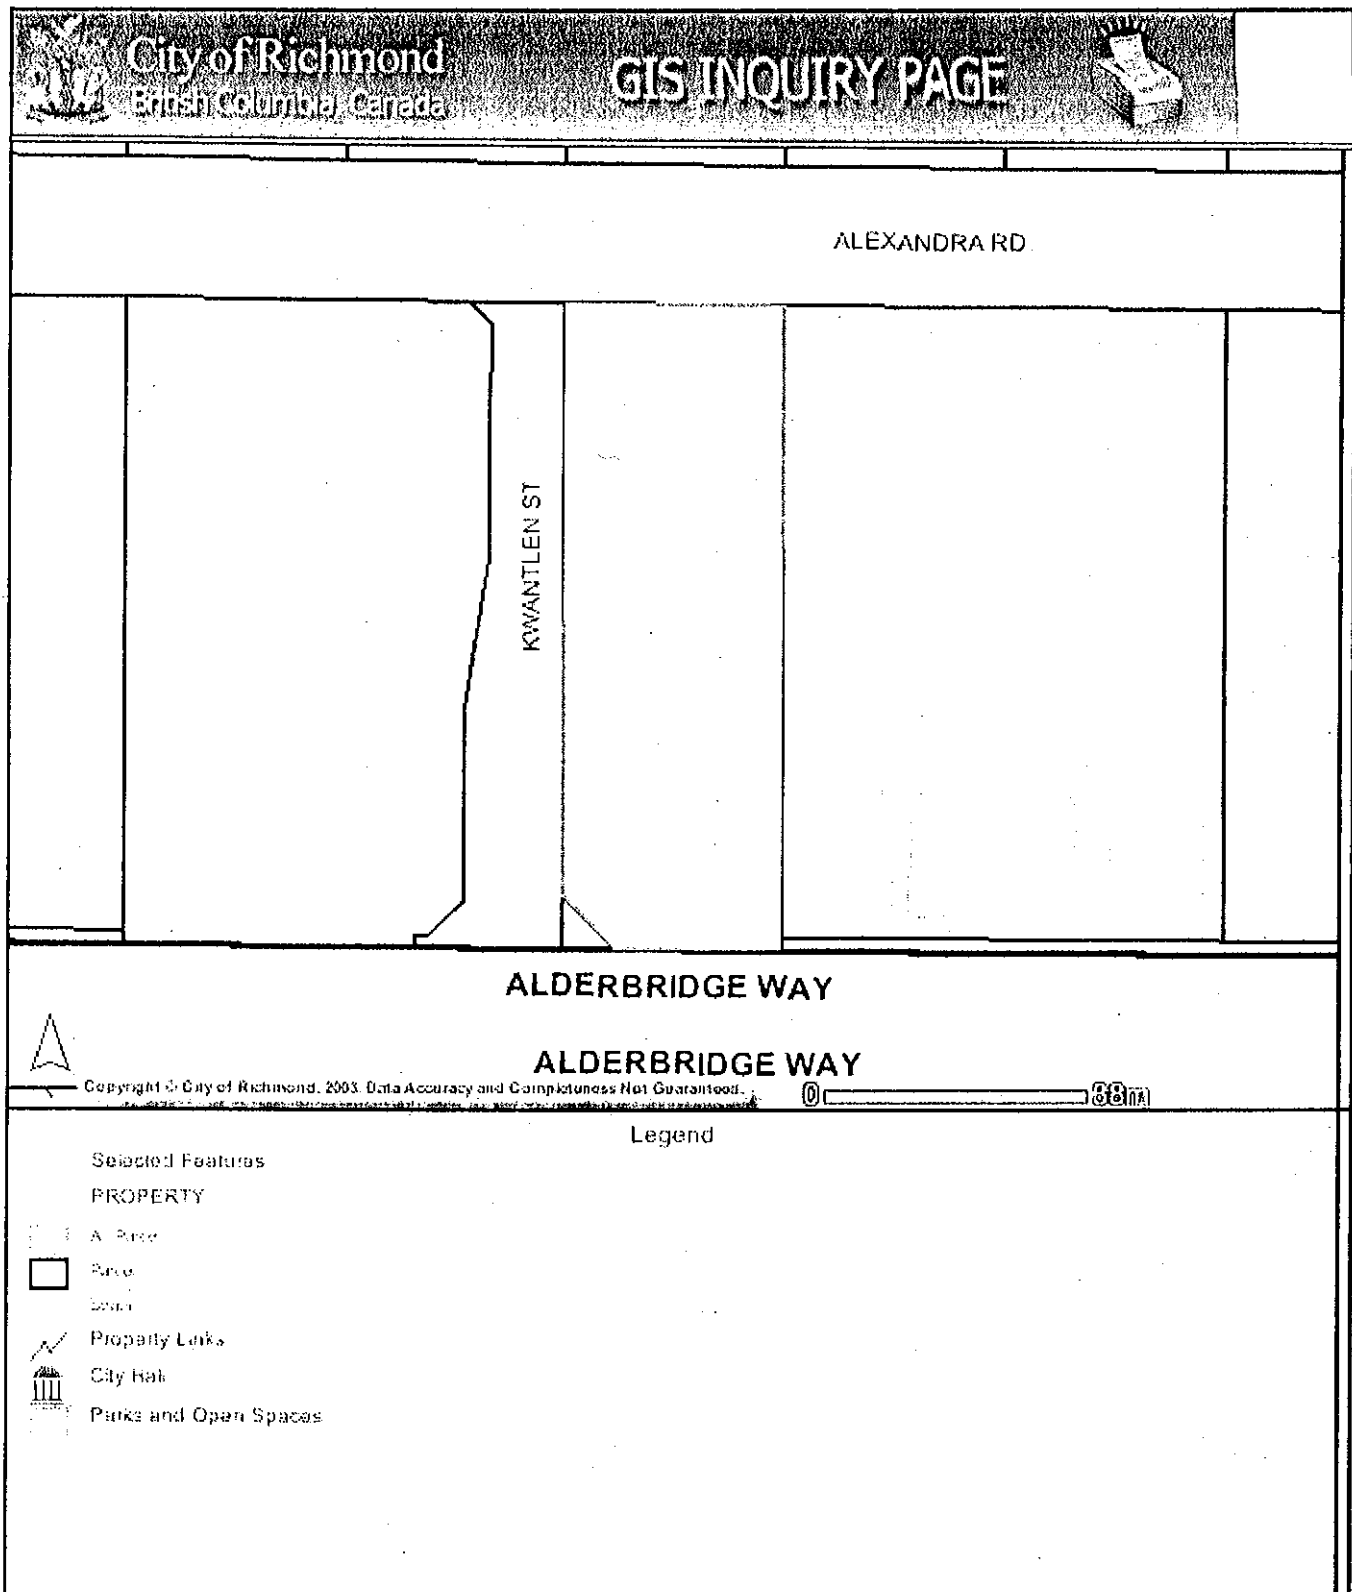 City of Richmond
British Columbia, Canada
GIS INQUIRY PAGE
ALEXANDRA RD
KWANTLEN ST
ALDERBRIDGE WAY
ALDERBRIDGE WAY
Copyright © City of Richmond, 2003. Data Accuracy and Completeness Not Guaranteed.
0
Legend
Selected Features
PROPERTY
Property Links
City Hall
Parks and Open Spaces